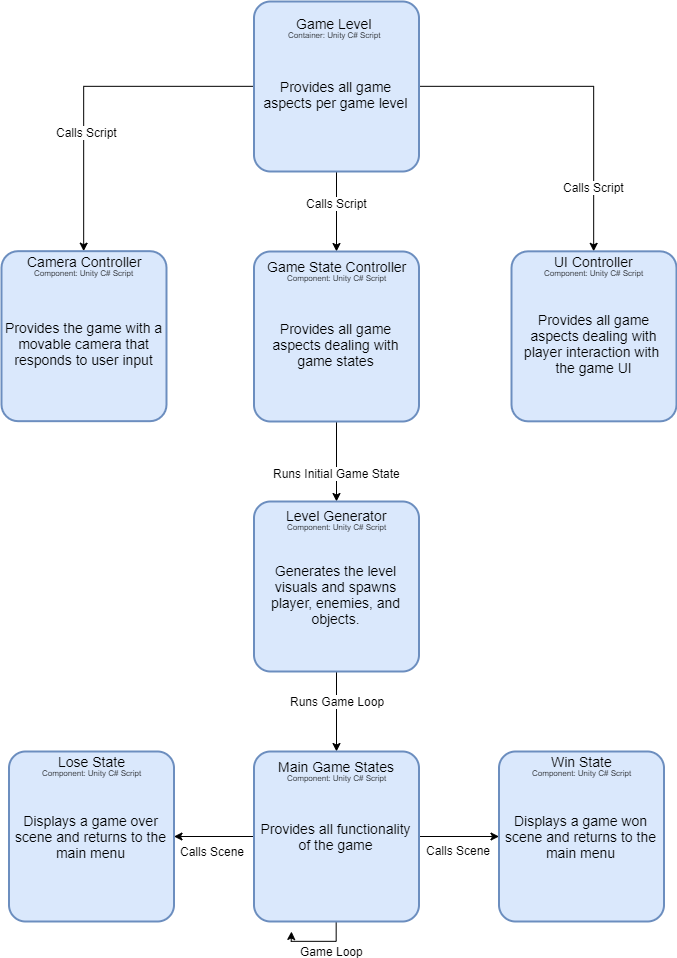 Game Level
Container: Unity C# Script
Provides all game
aspects per game level
Calls Script
Calls Script
Calls Script
Camera Controller
Component: Unity C# Script
Provides the game with a
movable camera that
responds to user input
Game State Controller
Component: Unity C# Script
Provides all game
aspects dealing with
game states
UI Controller
Component: Unity C# Script
Provides all game
aspects dealing with
player interaction with
the game UI
Runs Initial Game State
Level Generator
Component: Unity C# Script
Generates the level
visuals and spawns
player, enemies, and
objects.
Runs Game Loop
Lose State
Component: Unity C# Script
Displays a game over
scene and returns to the
main menu
Calls Scene
Main Game States
Component: Unity C# Script
Provides all functionality
of the game
Calls Scene
Win State
Component: Unity C# Script
Displays a game won
scene and returns to the
main menu
Game Loop